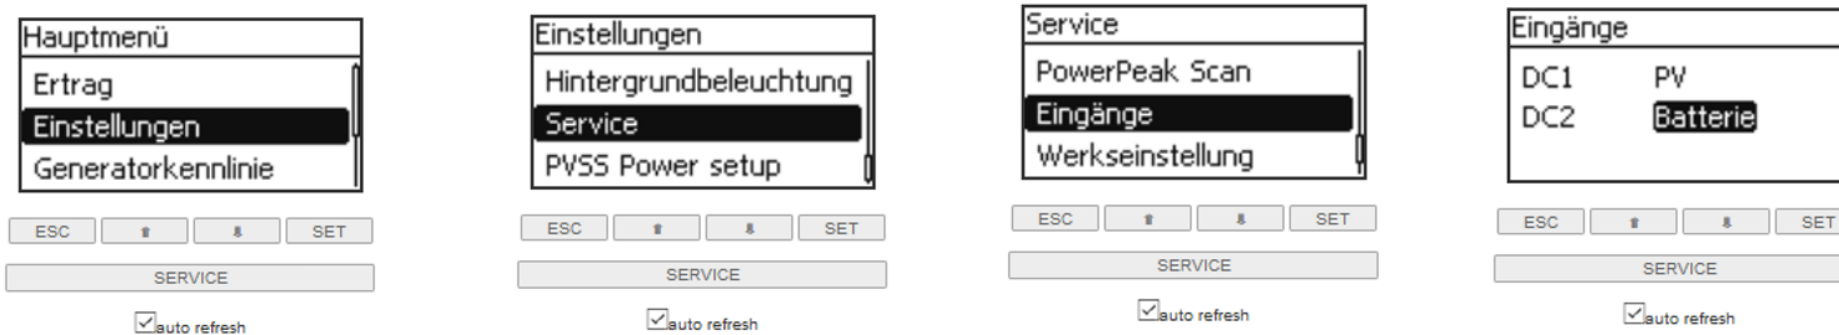 Hauptmenü
Ertrag
Einstellungen
Generatorkennlinie
ESC SET
SERVICE
auto refresh
Einstellungen
Hintergrundbeleuchtung
Service
PVSS Power setup
ESC SET
SERVICE
auto refresh
Service
PowerPeak Scan
Eingänge
Werkseinstellung
ESC SET
SERVICE
auto refresh
Eingänge
DC1 PV
DC2 Batterie
ESC SET
SERVICE
auto refresh